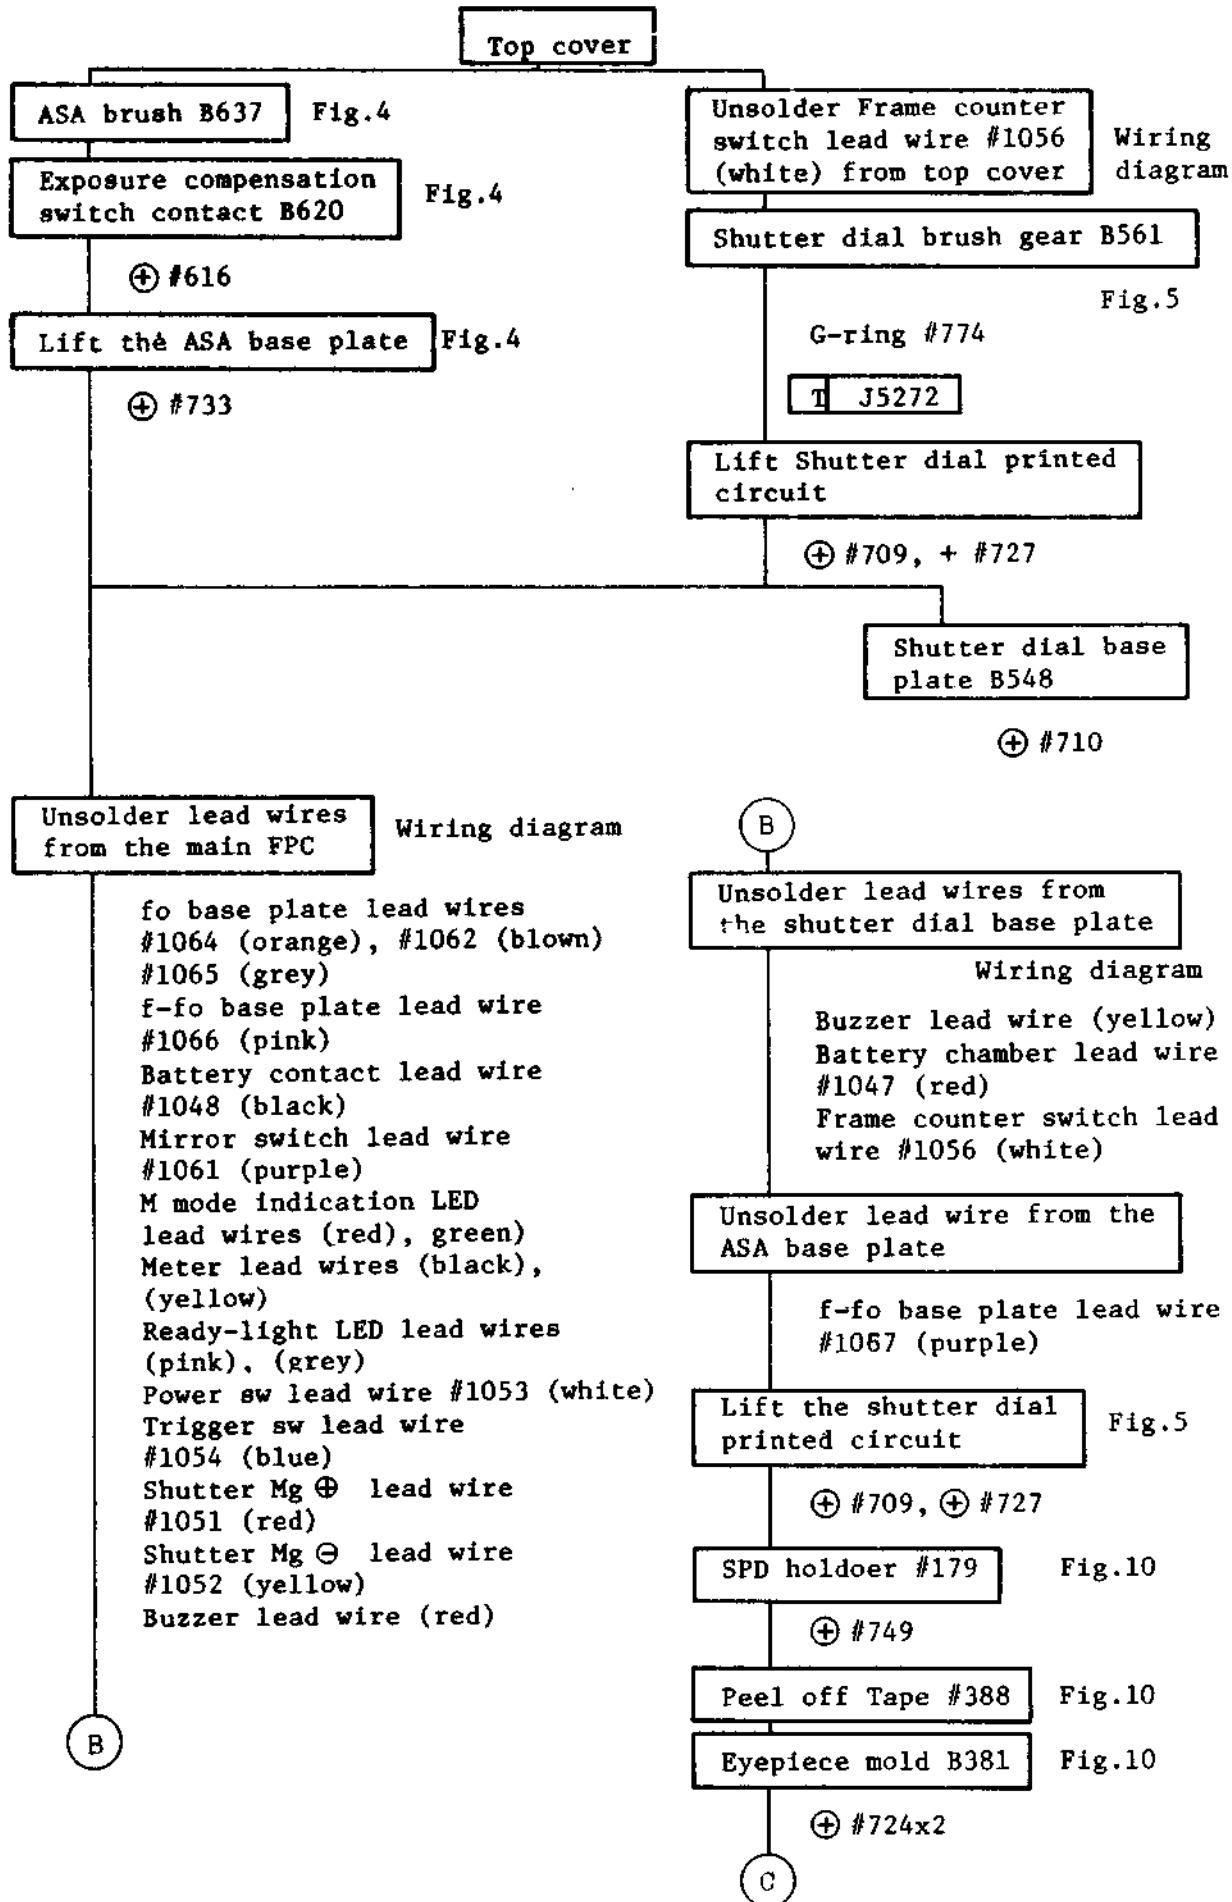 Top cover
ASA brush B637
Fig.4
Exposure compensation
switch contact B620
Fig.4
⊕ #616
Lift the ASA base plate
Fig.4
⊕ #733
Unsolder Frame counter
switch lead wire #1056
(white) from top cover
Wiring
diagram
Shutter dial brush gear B561
Fig.5
G-ring #774
T J5272
Lift Shutter dial printed
circuit
⊕ #709, + #727
Shutter dial base
plate B548
⊕ #710
Unsolder lead wires
from the main FPC
Wiring diagram
fo base plate lead wires
#1064 (orange), #1062 (blown)
#1065 (grey)
f-fo base plate lead wire
#1066 (pink)
Battery contact lead wire
#1048 (black)
Mirror switch lead wire
#1061 (purple)
M mode indication LED
lead wires (red), green)
Meter lead wires (black),
(yellow)
Ready-light LED lead wires
(pink), (grey)
Power sw lead wire #1053 (white)
Trigger sw lead wire
#1054 (blue)
Shutter Mg ⊕ lead wire
#1051 (red)
Shutter Mg ⊖ lead wire
#1052 (yellow)
Buzzer lead wire (red)
B
B
Unsolder lead wires from
the shutter dial base plate
Wiring diagram
Buzzer lead wire (yellow)
Battery chamber lead wire
#1047 (red)
Frame counter switch lead
wire #1056 (white)
Unsolder lead wire from the
ASA base plate
f-fo base plate lead wire
#1067 (purple)
Lift the shutter dial
printed circuit
Fig.5
⊕ #709, ⊕ #727
SPD holdoer #179
Fig.10
⊕ #749
Peel off Tape #388
Fig.10
Eyepiece mold B381
Fig.10
⊕ #724x2
C